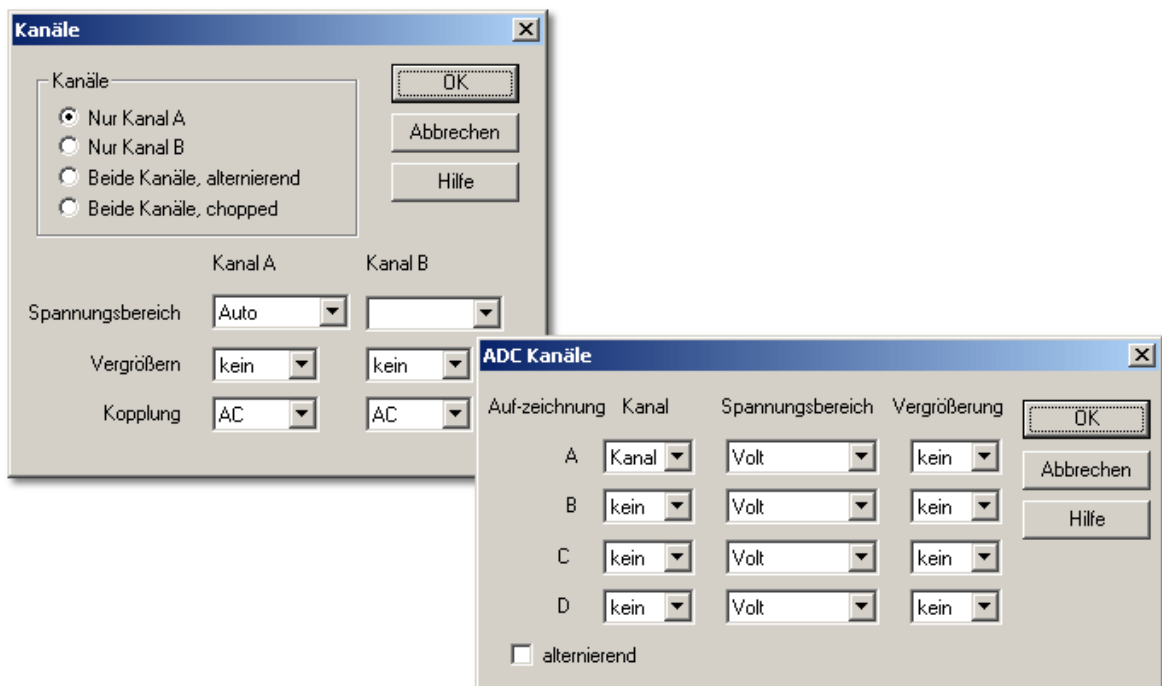 Kanäle
Kanäle
Nur Kanal A
Nur Kanal B
Beide Kanäle, alternierend
Beide Kanäle, chopped
OK
Abbrechen
Hilfe
Kanal A Kanal B
Spannungsbereich Auto
Vergrößern kein kein
Kopplung AC AC
ADC Kanäle
Auf-zeichnung Kanal Spannungsbereich Vergrößerung
A Kanal Volt kein
B kein Volt kein
C kein Volt kein
D kein Volt kein
alternierend
OK
Abbrechen
Hilfe